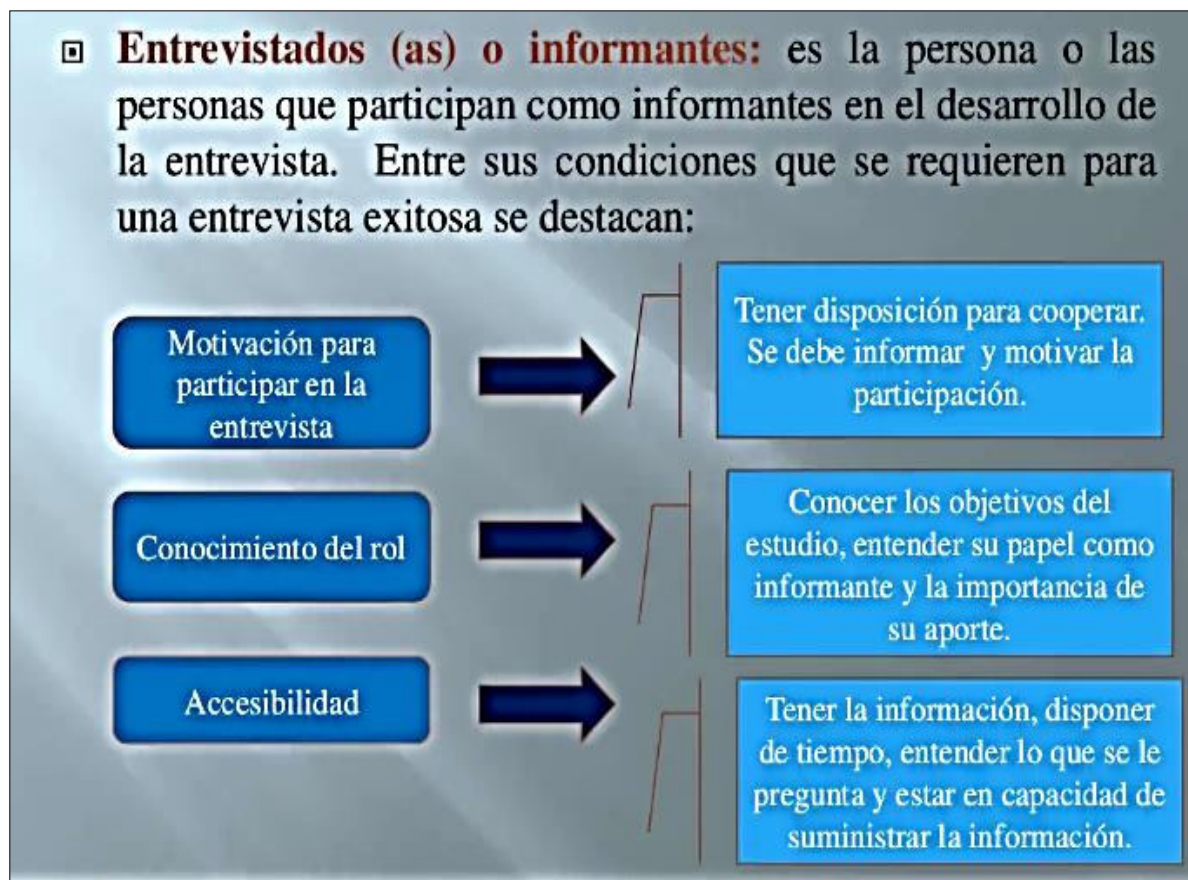 Entrevistados (as) o informantes: es la persona o las
personas que participan como informantes en el desarrollo de
la entrevista. Entre sus condiciones que se requieren para
una entrevista exitosa se destacan:
Motivación para
participar en la
entrevista
Tener disposición para cooperar.
Se debe informar y motivar la
participación.
Conocimiento del rol
Conocer los objetivos del
estudio, entender su papel como
informante y la importancia de
su aporte.
Accesibilidad
Tener la información, disponer
de tiempo, entender lo que se le
pregunta y estar en capacidad de
suministrar la información.